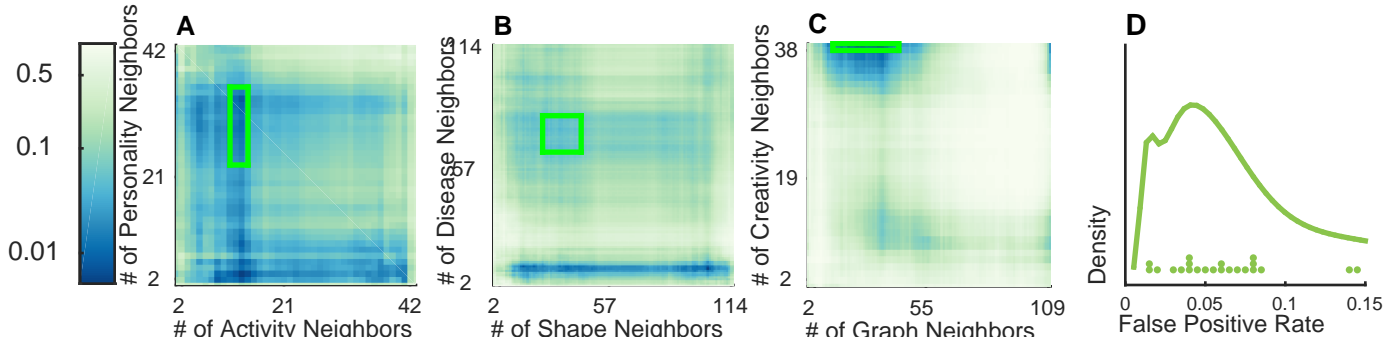 0.5
0.1
0.01
A
# of Personality Neighbors
42
21
2
2 21 42
# of Activity Neighbors
B
# of Disease Neighbors
114
57
2
2 57 114
# of Shape Neighbors
C
# of Creativity Neighbors
38
19
2
2 55 109
# of Graph Neighbors
D
Density
0 0.05 0.1 0.15
False Positive Rate